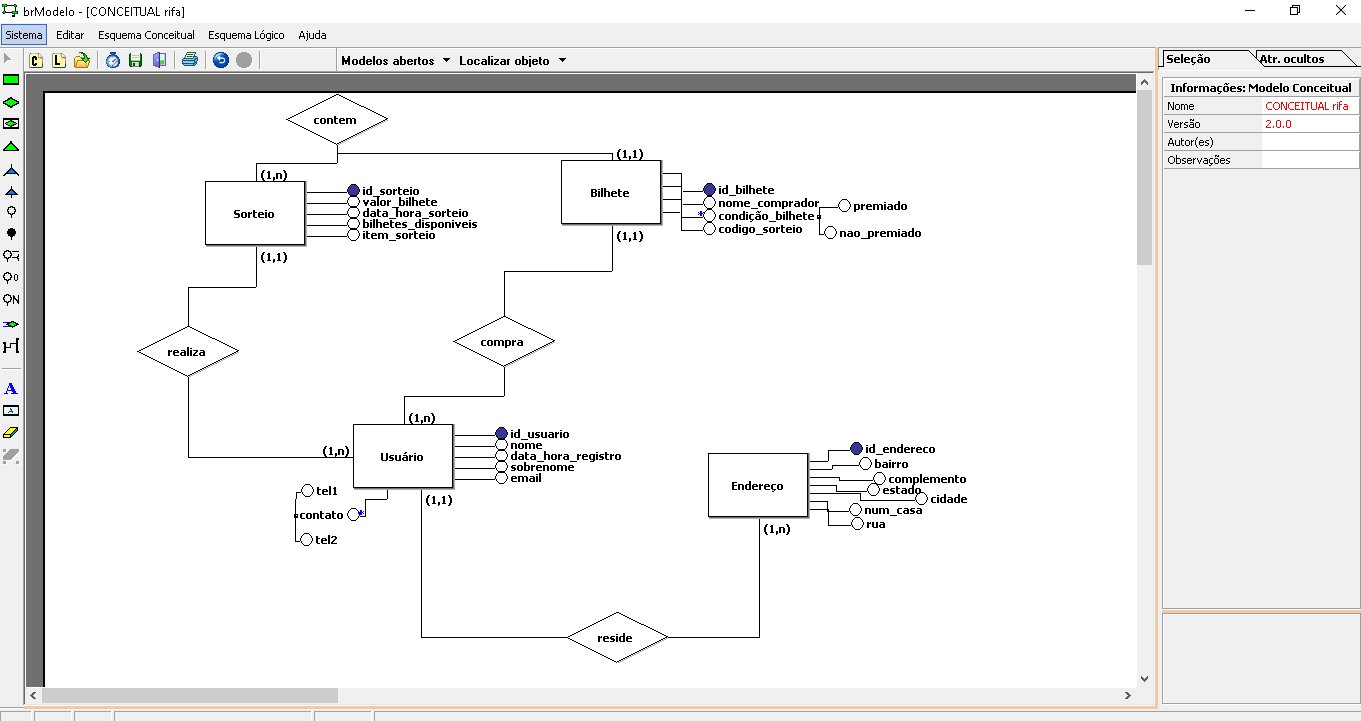 brModelo - [CONCEITUAL rifa]
Sistema Editar Esquema Conceitual Esquema Lógico Ajuda
C L Modelos abertos Localizar objeto
Seleção Atr. ocultos
Informações: Modelo Conceitual
Nome CONCEITUAL rifa
Versão 2.0.0
Autor(es)
Observações
contem
(1,n)
(1,1)
Sorteio
id_sorteio
valor_bilhete
data_hora_sorteio
bilhetes_disponiveis
item_sorteio
(1,1)
Bilhete
id_bilhete
nome_comprador
* condição_bilhete
codigo_sorteio
premiado
nao_premiado
(1,1)
realiza
compra
(1,n)
(1,n)
Usuário
id_usuario
nome
data_hora_registro
sobrenome
email
(1,1)
tel1
contato *
tel2
Endereço
id_endereco
bairro
complemento
estado
cidade
num_casa
rua
(1,n)
reside
0
N
A
A